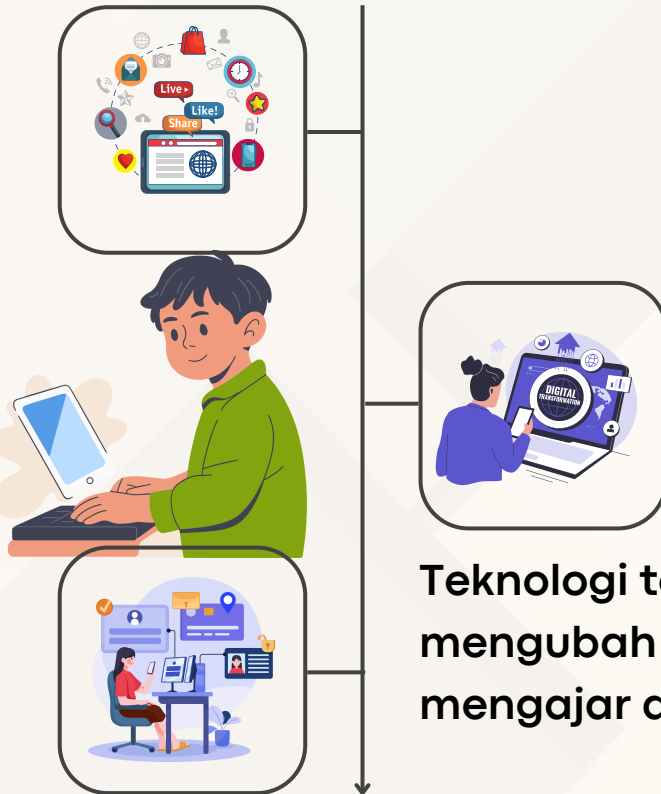 Live
Like!
Share
DIGITAL
TRANSFORMATION
Teknologi
mengubah
mengajar